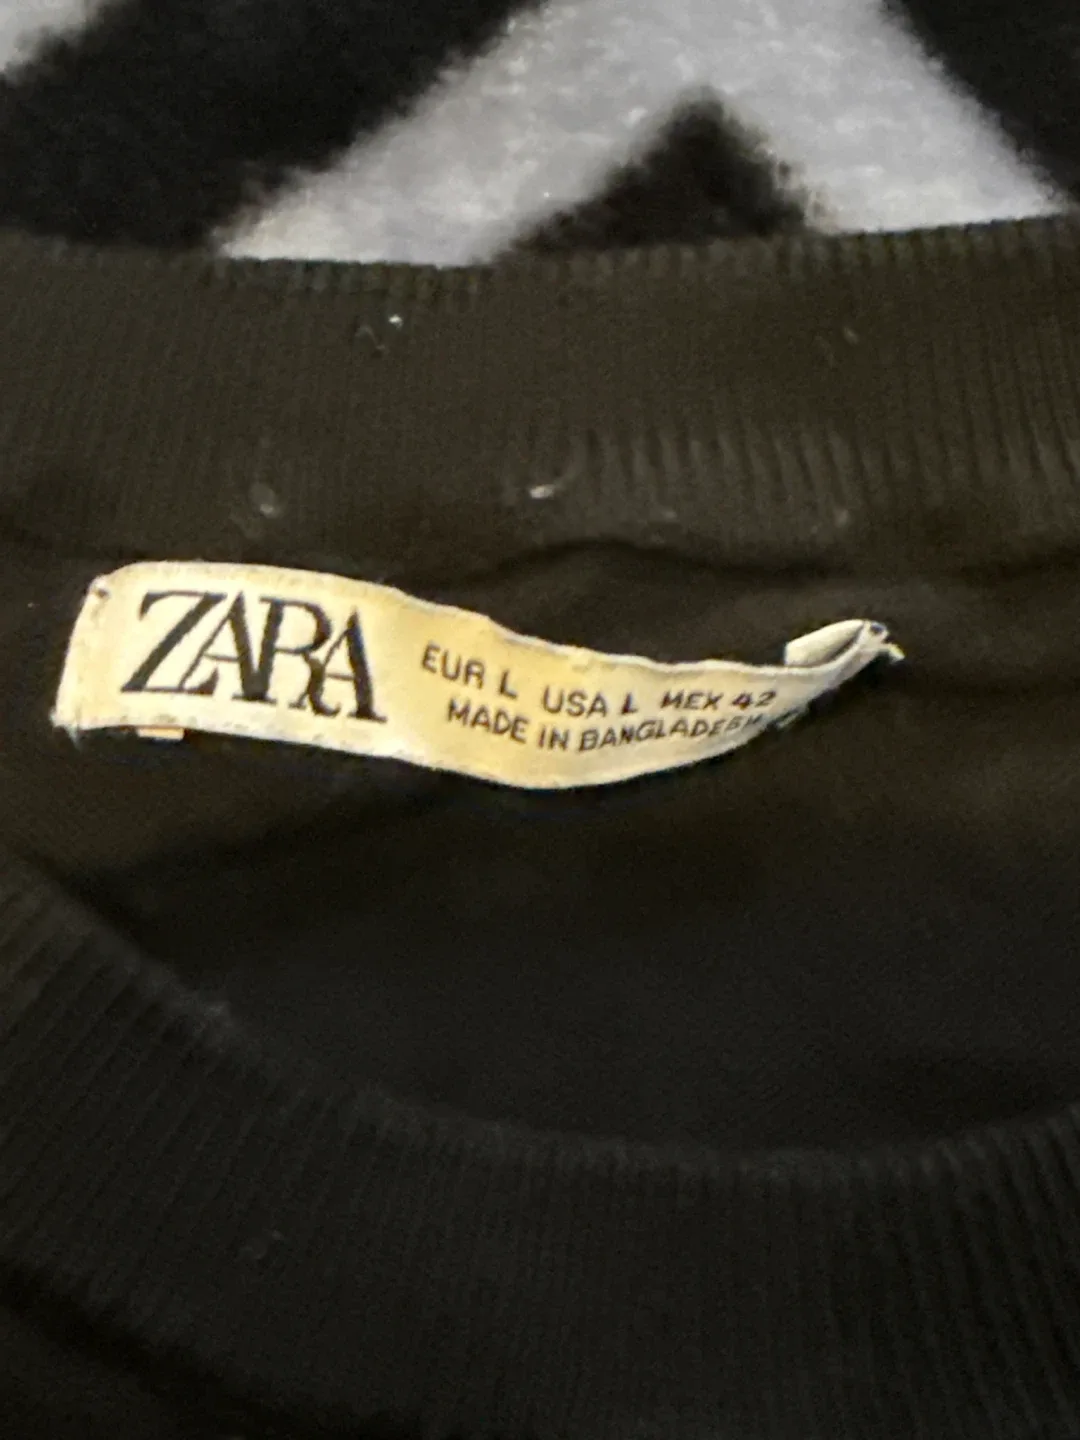 ZARA
EUR L USA L MEX 42
MADE IN BANGLADESH